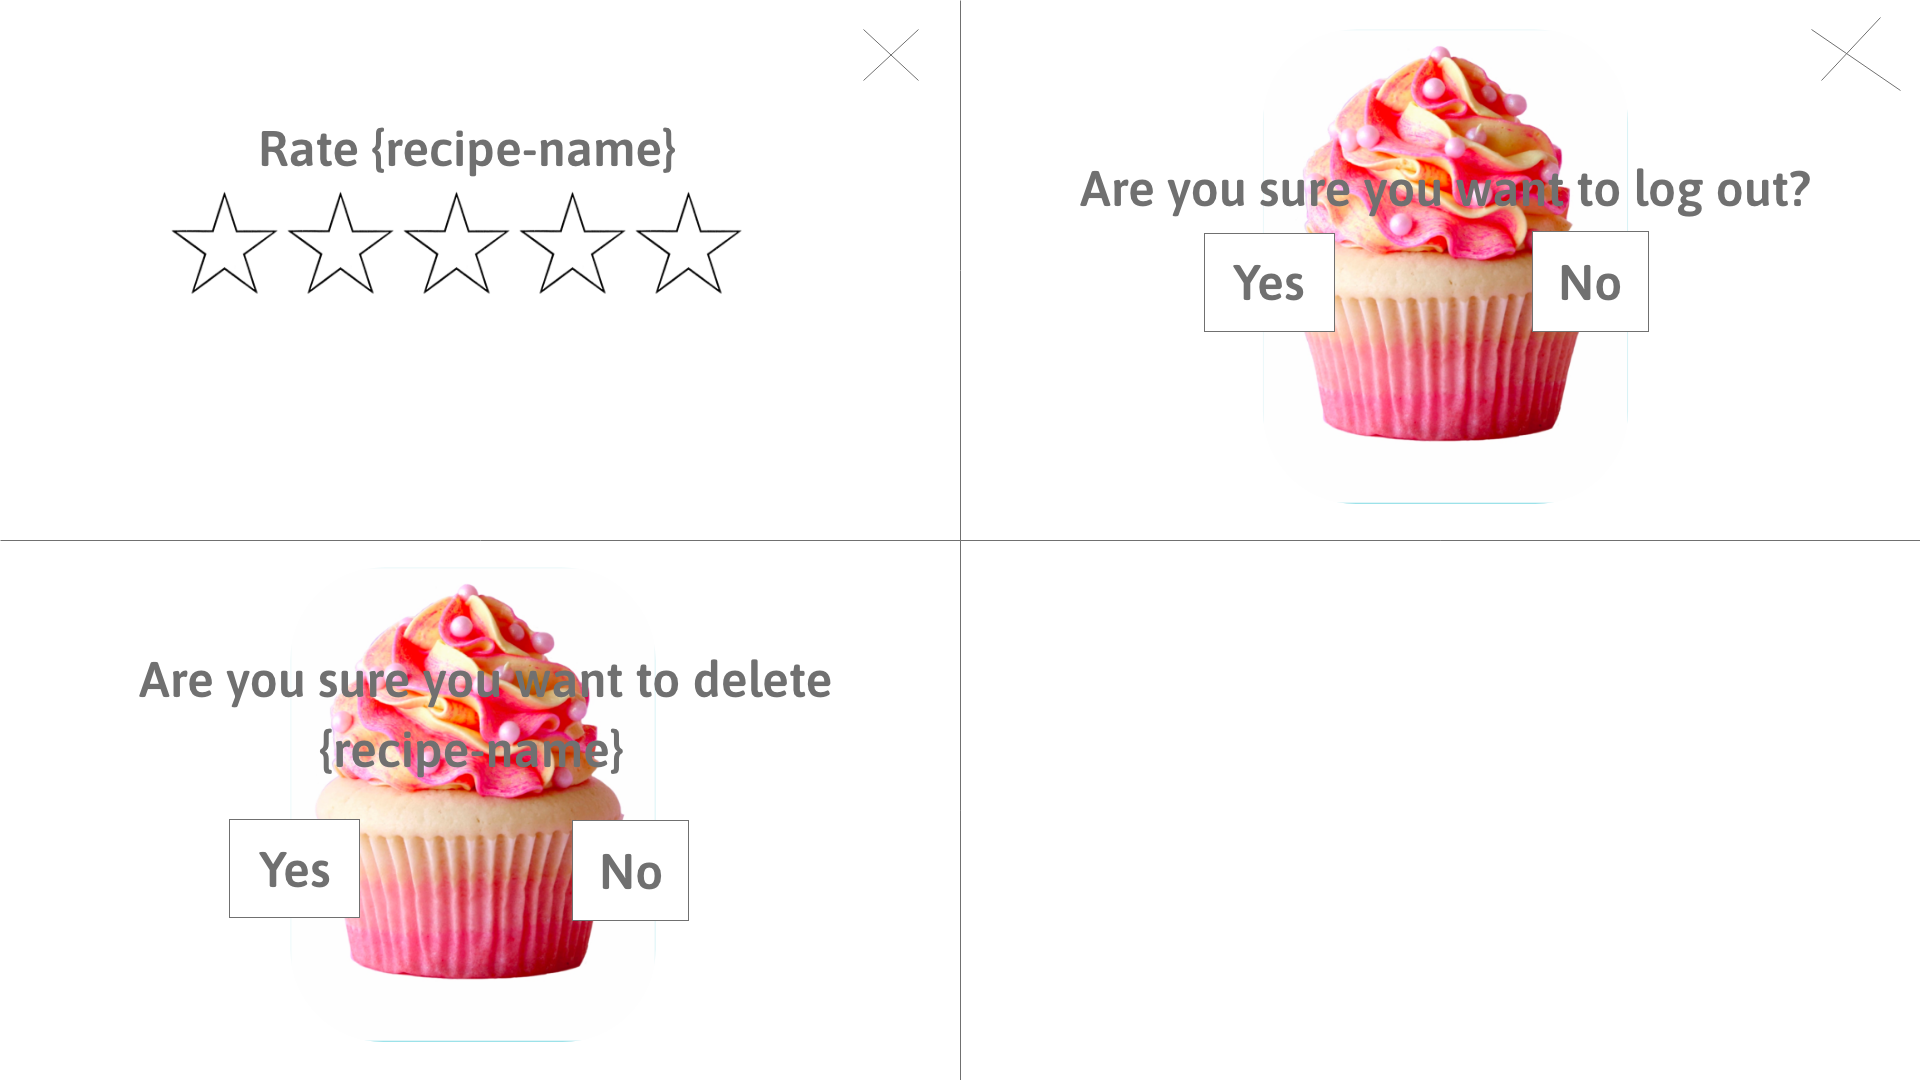 Rate {recipe-name}
Are you sure you want to log out?
Yes
No
Are you sure you want to delete
{recipe-name}
Yes
No